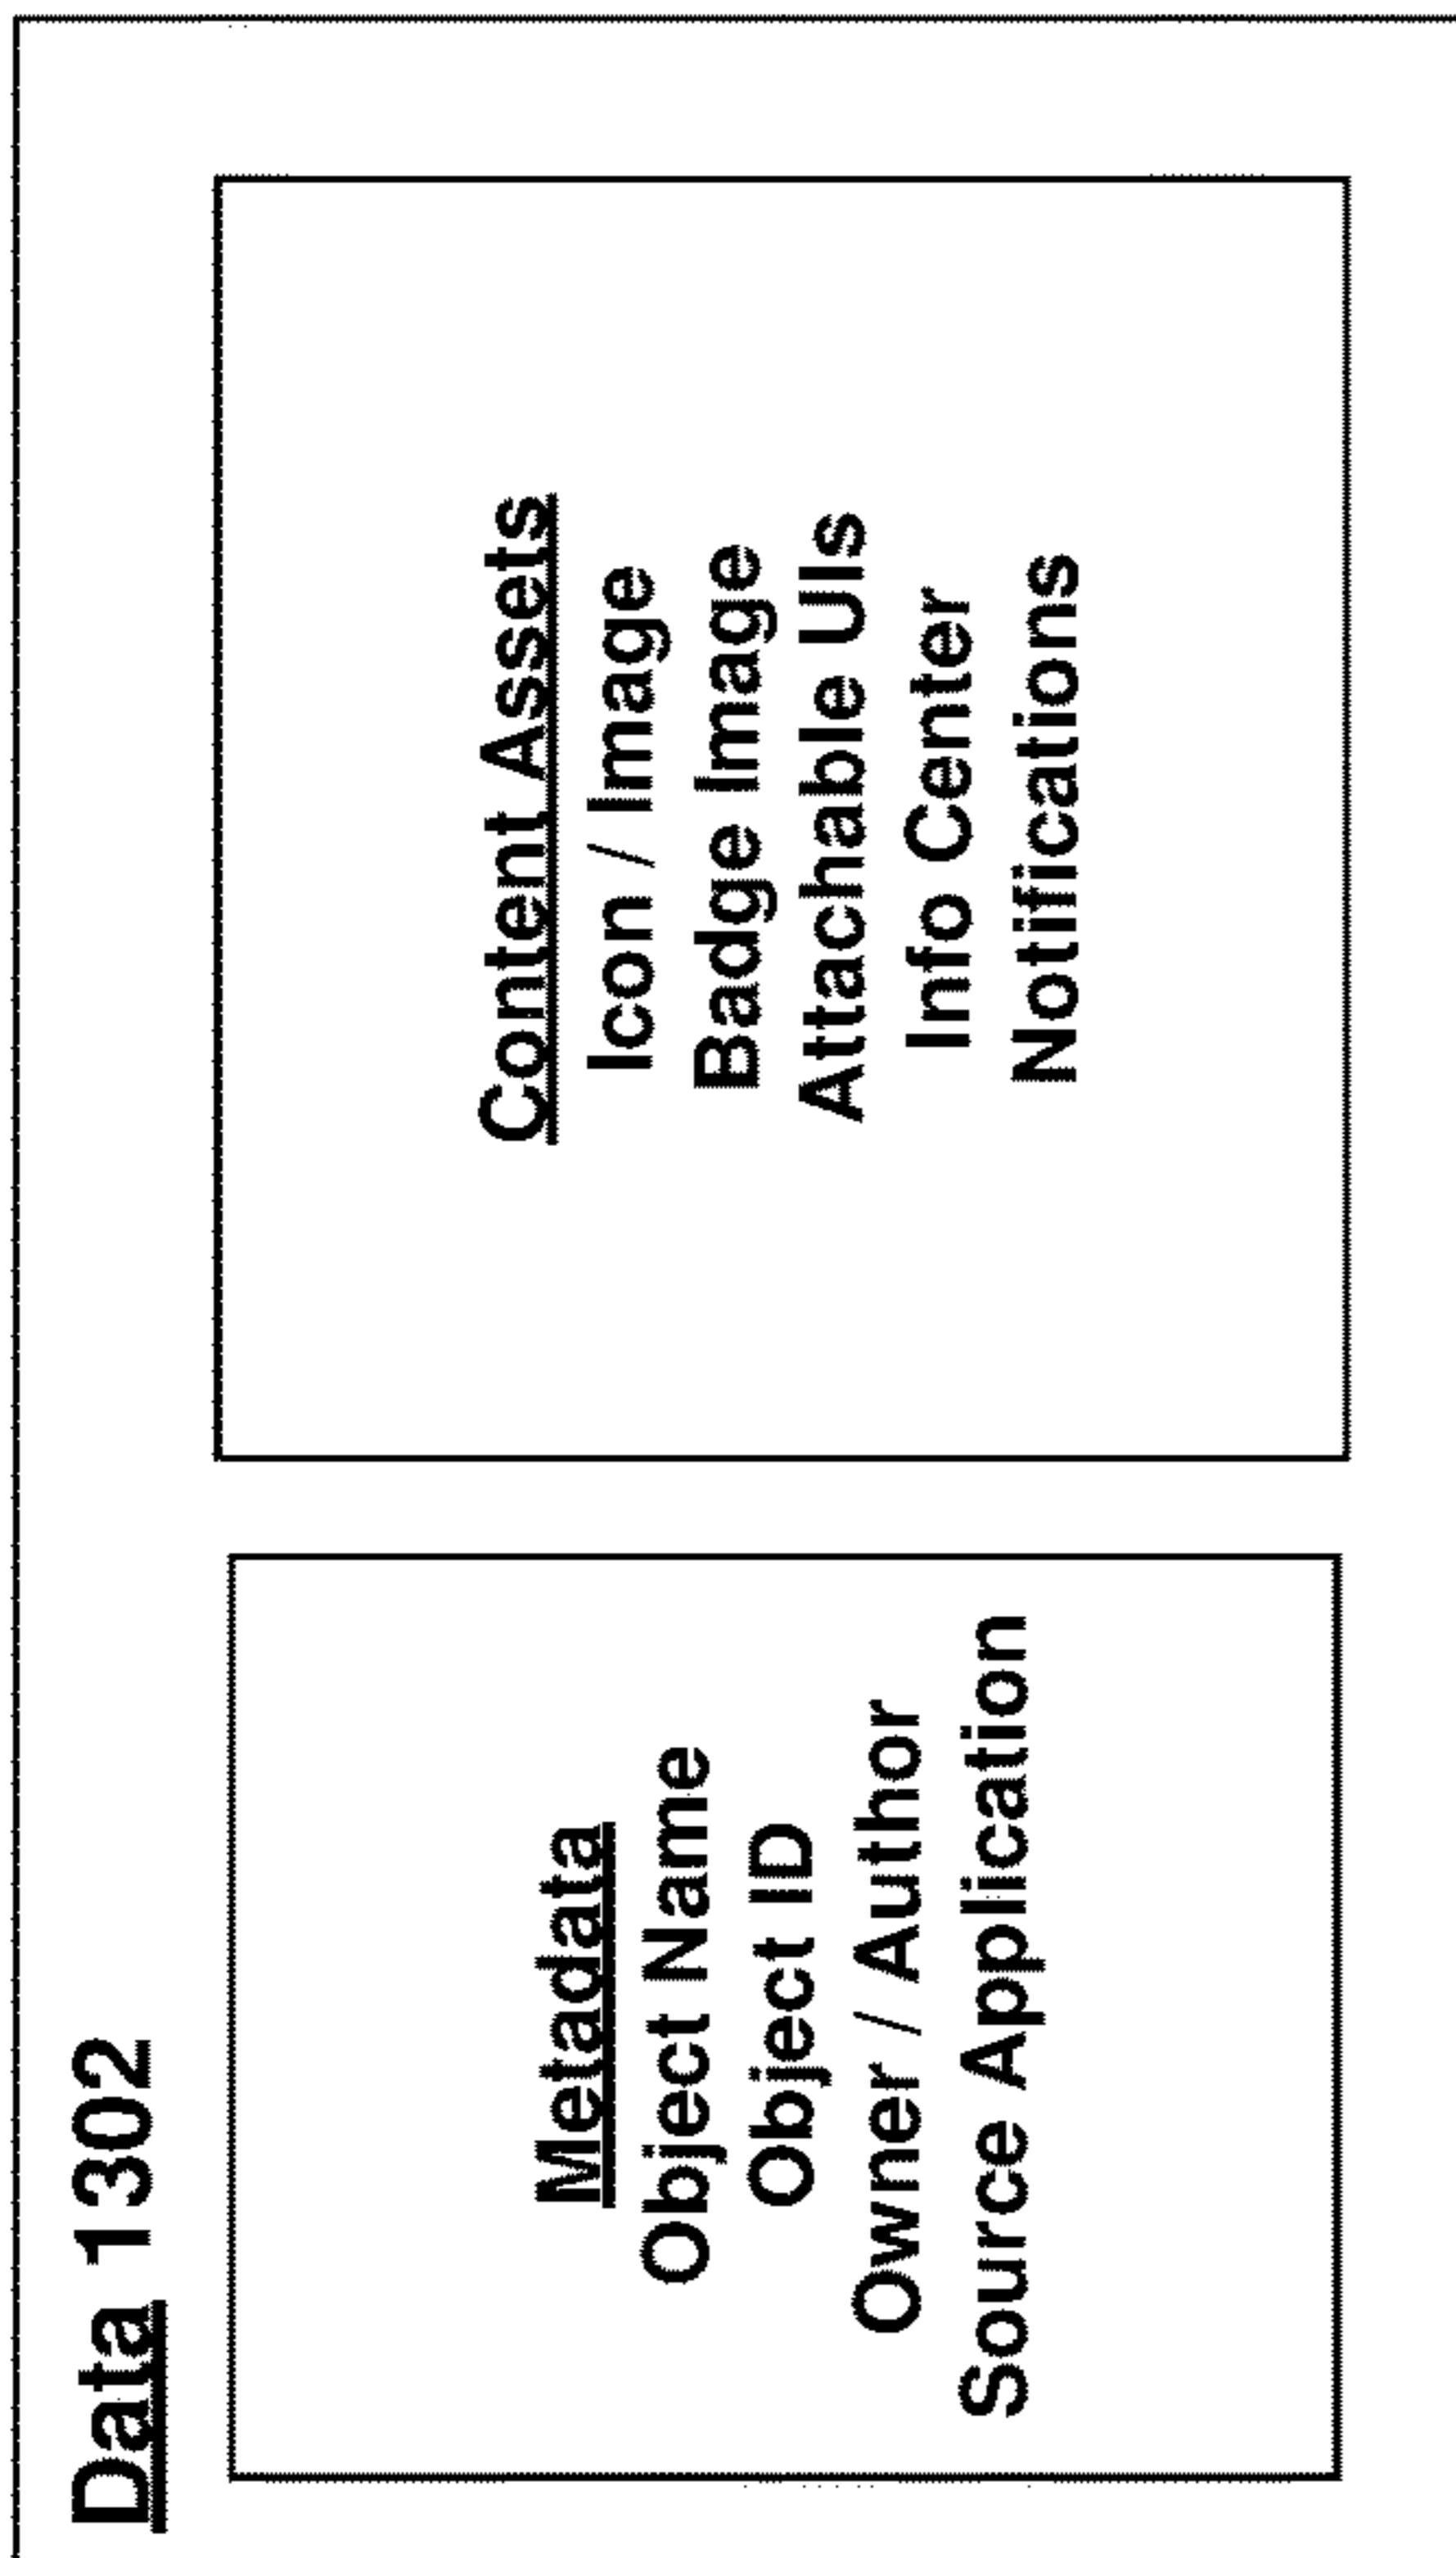 Data 1302
Metadata
Object Name
Object ID
Owner / Author
Source Application
Content Assets
Icon / Image
Badge Image
Attachable UIs
Info Center
Notifications